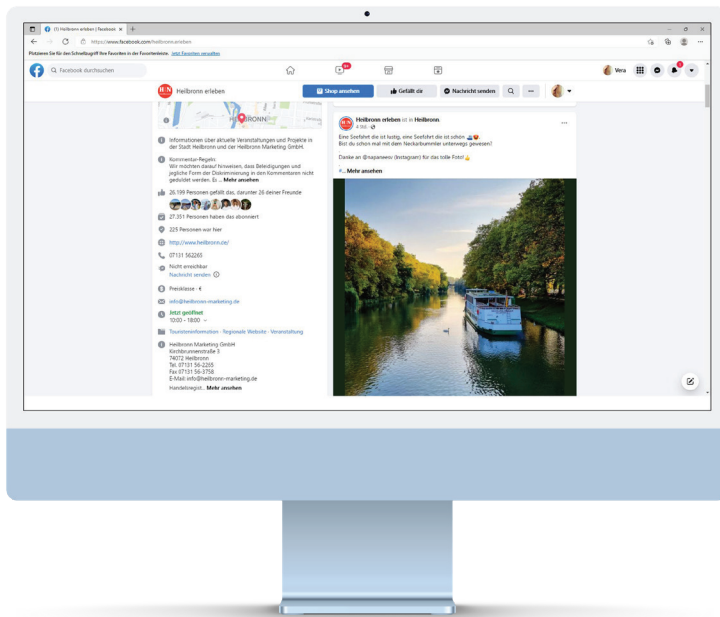 (1) Heilbronn erleben | Facebook
https://www.facebook.com/heilbronn.erleben
Platzieren Sie für den Schnellzugriff Ihre Favoriten in der Favoritenleiste. Jetzt Favoriten verwalten
Facebook durchsuchen
9+
Vera
HEILBRONN
Heilbronn erleben
Shop ansehen
Gefällt dir
Nachricht senden
Informationen über aktuelle Veranstaltungen und Projekte in
der Stadt Heilbronn und der Heilbronn Marketing GmbH.
Kommentar-Regeln:
Wir möchten darauf hinweisen, dass Beleidigungen und
jegliche Form der Diskriminierung in den Kommentaren nicht
geduldet werden. Es ... Mehr ansehen
26.199 Personen gefällt das, darunter 26 deiner Freunde
27.351 Personen haben das abonniert
225 Personen war hier
http://www.heilbronn.de/
07131 562265
Nicht erreichbar
Nachricht senden
Preisklasse · €
info@heilbronn-marketing.de
Jetzt geöffnet
10:00 - 18:00
Touristeninformation · Regionale Website · Veranstaltung
Heilbronn Marketing GmbH
Kirchbrunnenstraße 3
74072 Heilbronn
Tel. 07131 56-2265
Fax 07131 56-3758
E-Mail: info@heilbronn-marketing.de
Handelsregist... Mehr ansehen
Heilbronn erleben ist in Heilbronn.
4 Std.
Eine Seefahrt die ist lustig, eine Seefahrt die ist schön
Bist du schon mal mit dem Neckarbummler unterwegs gewesen?
.
Danke an @napaneevv (Instagram) für das tolle Foto!
.
#... Mehr ansehen